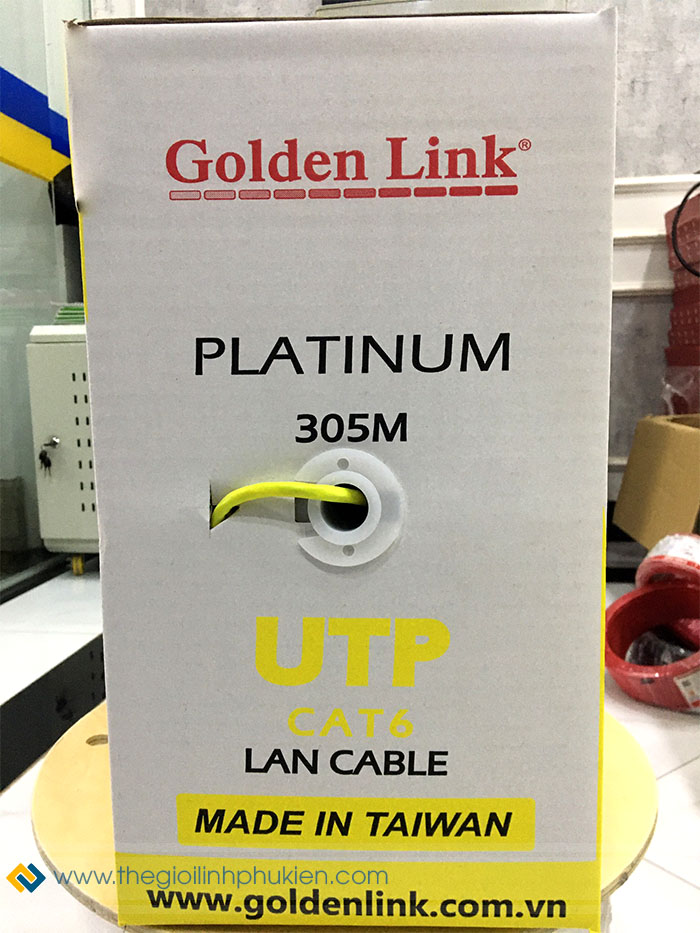 Golden Link®
PLATINUM
305M
UTP
CAT6
LAN CABLE
MADE IN TAIWAN
www.thegioilinhphukien.com
www.goldenlink.com.vn